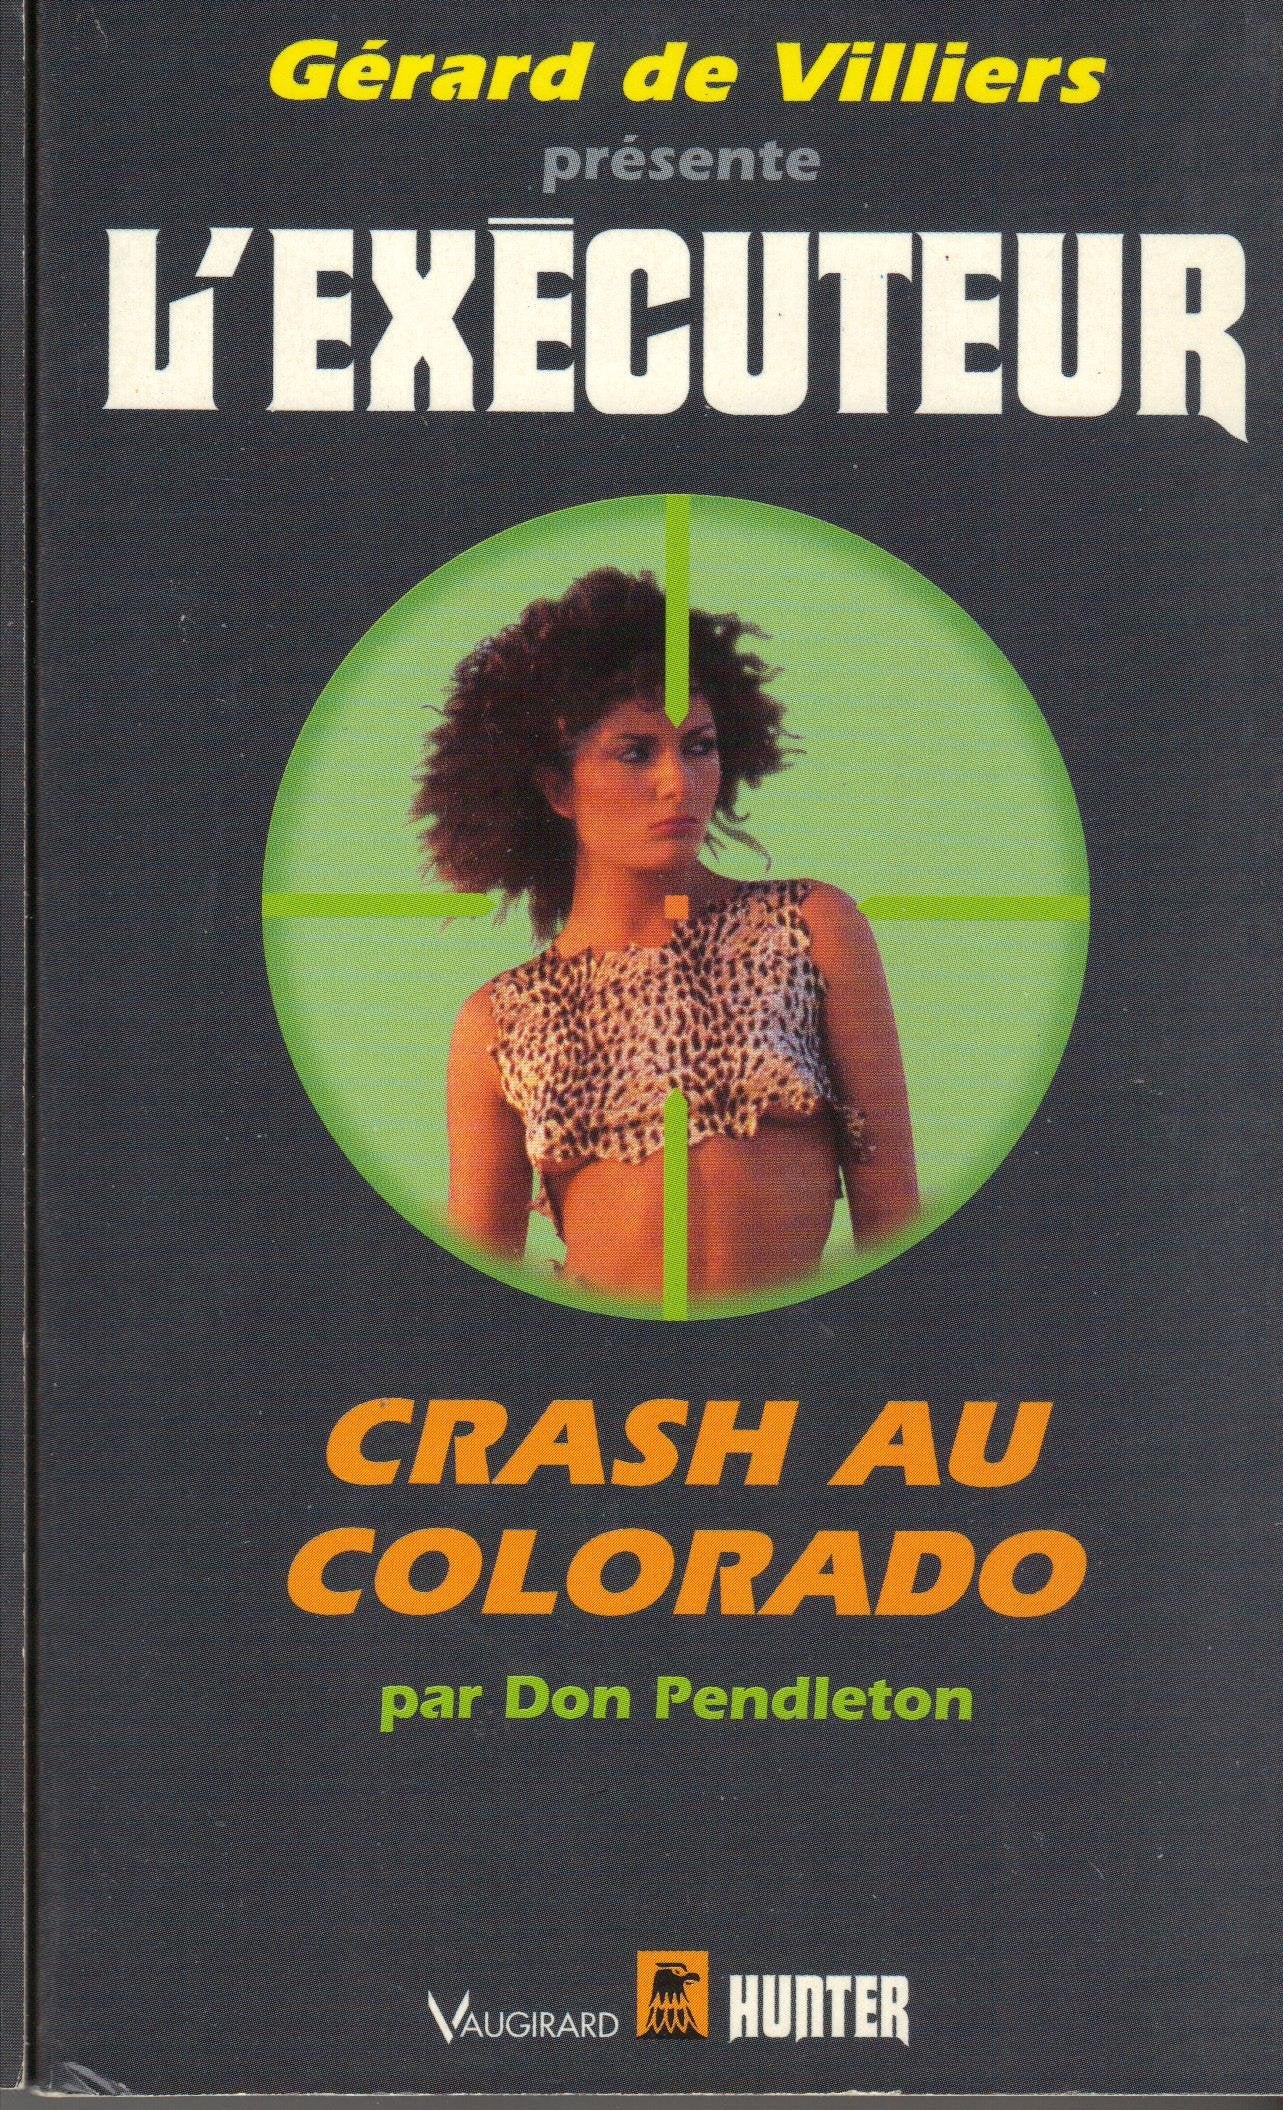 Gérard de Villiers
présente
L'EXÉCUTEUR
CRASH AU
COLORADO
par Don Pendleton
VAUGIRARD HUNTER